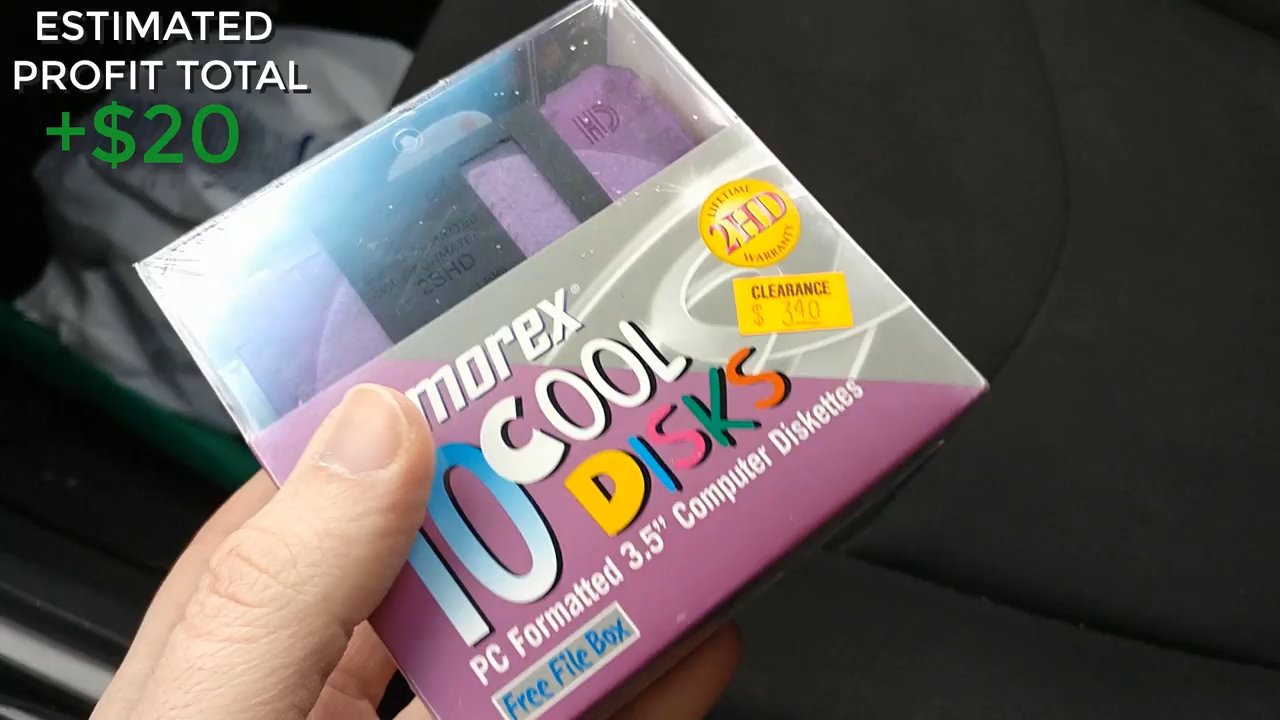 ESTIMATED
PROFIT TOTAL
+$20
HD
2SHD
LIFETIME
2HD
WARRANTY
CLEARANCE
$ 340
morex®
10 COOL
DISKS
PC Formatted 3.5" Computer Diskettes
Free File Box